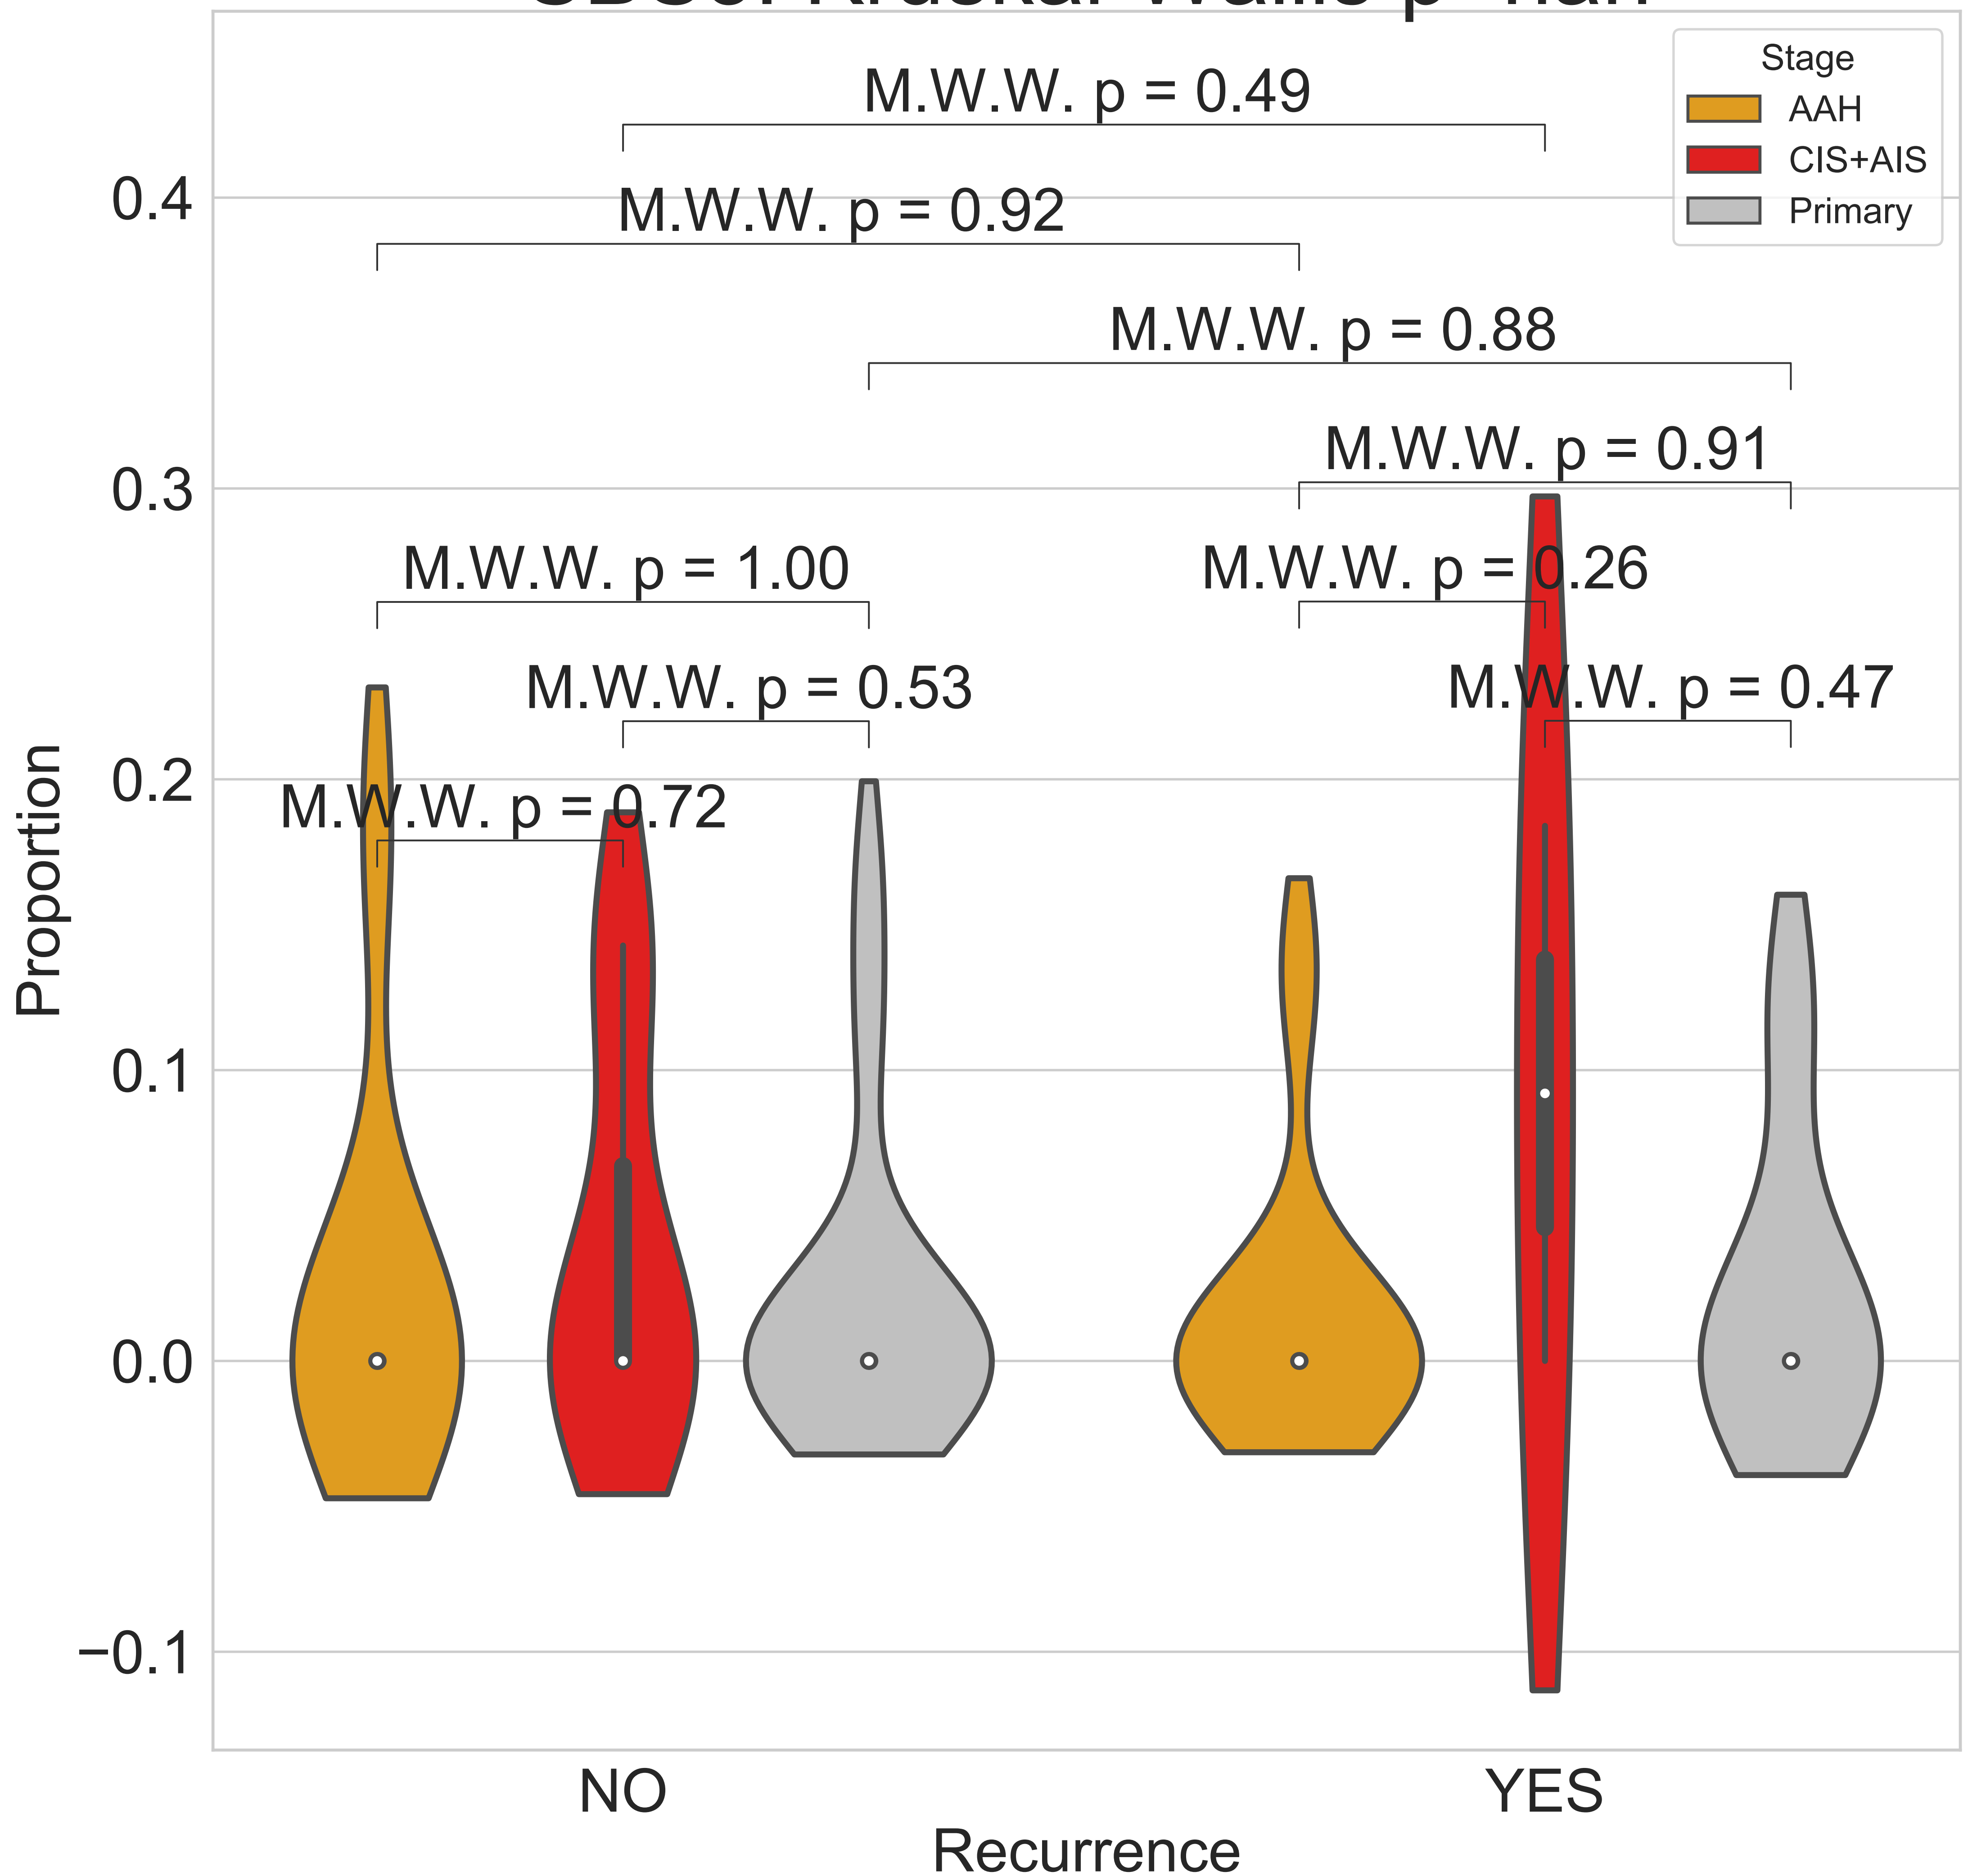 M.W.W. p = 0.49
M.W.W. p = 0.92
M.W.W. p = 0.88
M.W.W. p = 0.91
M.W.W. p = 1.00
M.W.W. p = 0.26
M.W.W. p = 0.53
M.W.W. p = 0.47
M.W.W. p = 0.72
Stage
AAH
CIS+AIS
Primary
Proportion
0.4
0.3
0.2
0.1
0.0
−0.1
NO
YES
Recurrence